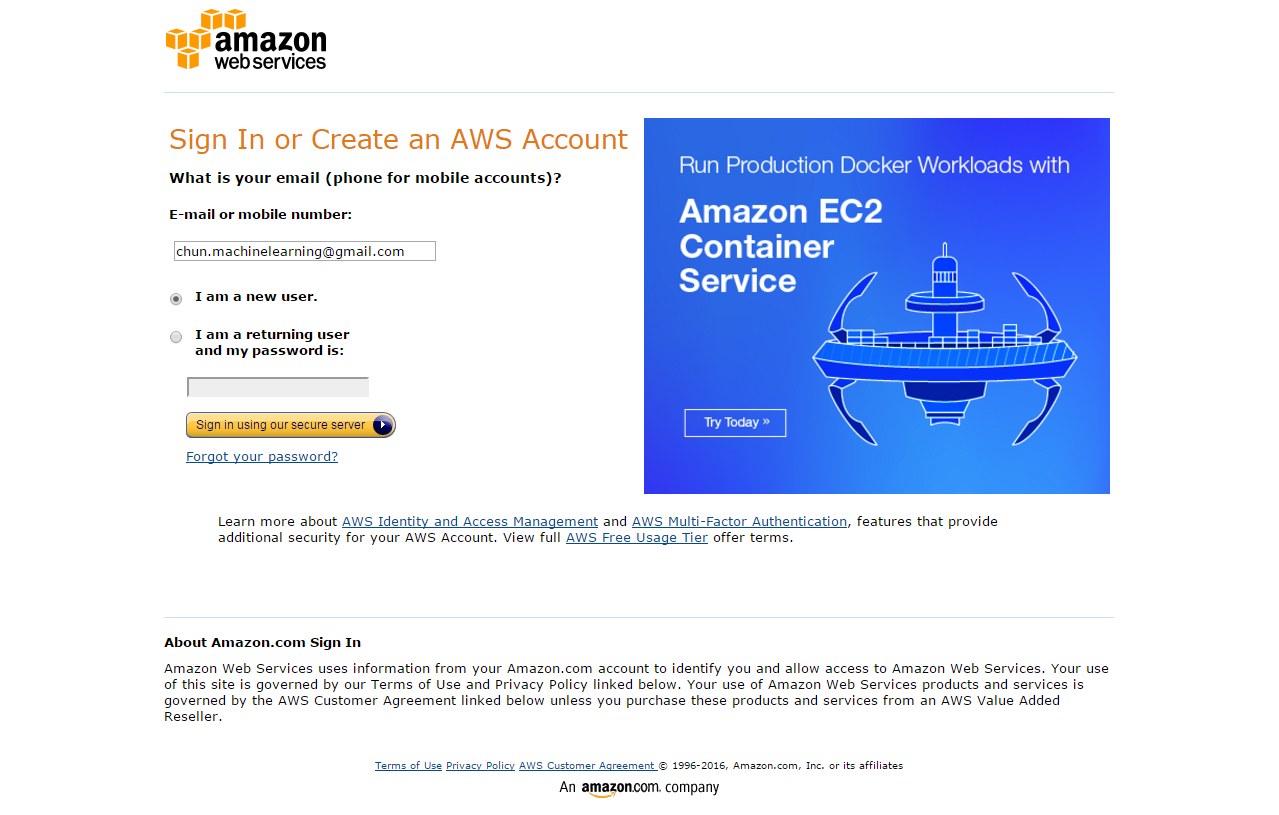 amazon
web services
Sign In or Create an AWS Account
What is your email (phone for mobile accounts)?
E-mail or mobile number:
chun.machinelearning@gmail.com
I am a new user.
I am a returning user
and my password is:
Sign in using our secure server
Forgot your password?
Run Production Docker Workloads with
Amazon EC2
Container
Service
Try Today »
Learn more about AWS Identity and Access Management and AWS Multi-Factor Authentication, features that provide
additional security for your AWS Account. View full AWS Free Usage Tier offer terms.
About Amazon.com Sign In
Amazon Web Services uses information from your Amazon.com account to identify you and allow access to Amazon Web Services. Your use
of this site is governed by our Terms of Use and Privacy Policy linked below. Your use of Amazon Web Services products and services is
governed by the AWS Customer Agreement linked below unless you purchase these products and services from an AWS Value Added
Reseller.
Terms of Use Privacy Policy AWS Customer Agreement © 1996-2016, Amazon.com, Inc. or its affiliates
An amazon.com. company